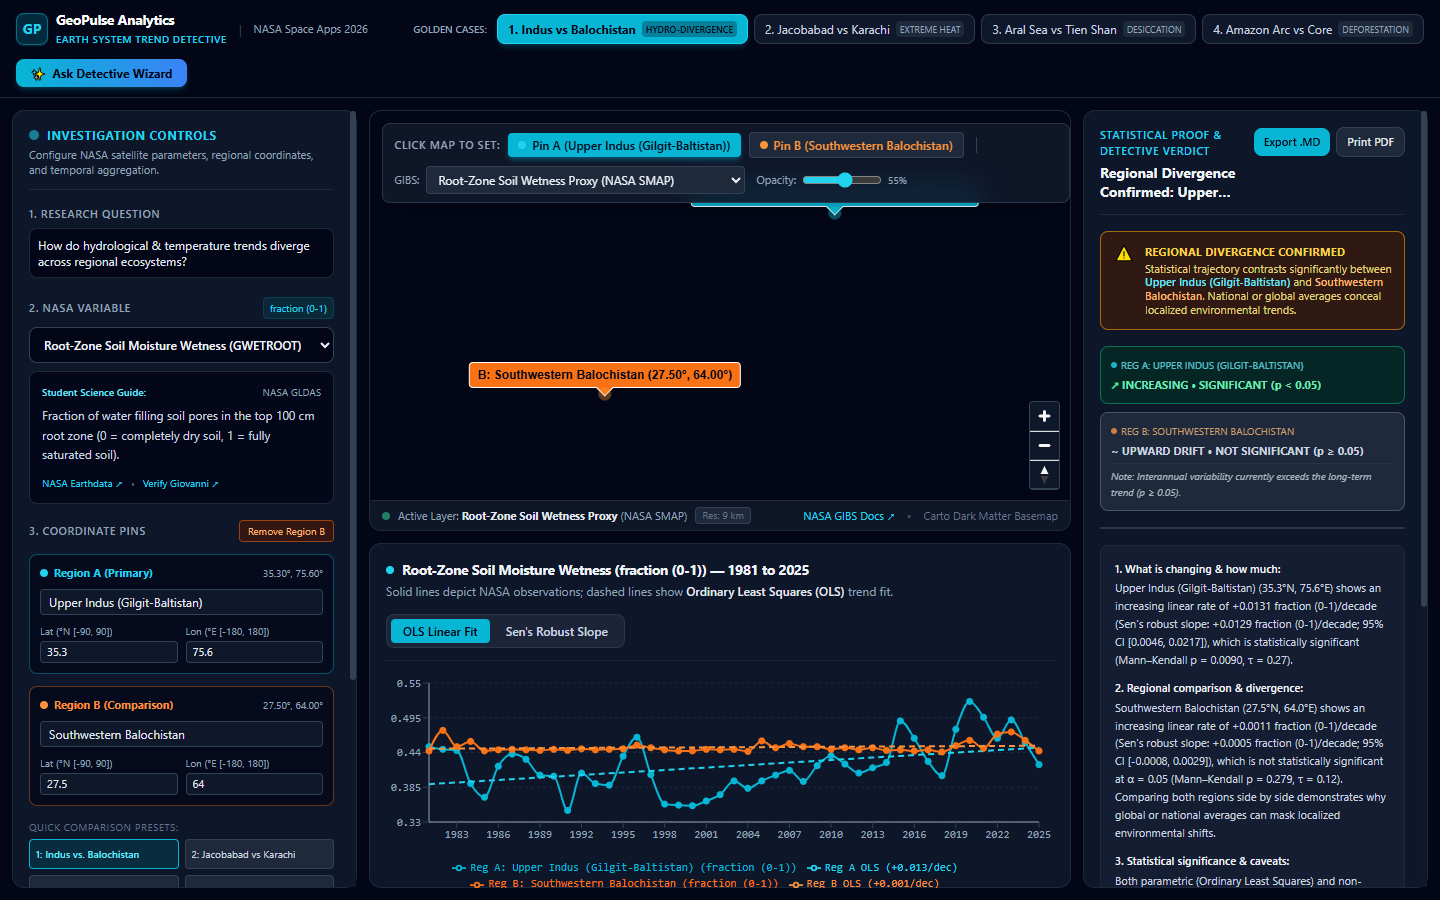 GP
GeoPulse Analytics
EARTH SYSTEM TREND DETECTIVE
NASA Space Apps 2026
GOLDEN CASES:
1. Indus vs Balochistan HYDRO-DIVERGENCE
2. Jacobabad vs Karachi EXTREME HEAT
3. Aral Sea vs Tien Shan DESICCATION
4. Amazon Arc vs Core DEFORESTATION
✨ Ask Detective Wizard
INVESTIGATION CONTROLS
Configure NASA satellite parameters, regional coordinates,
and temporal aggregation.
1. RESEARCH QUESTION
How do hydrological & temperature trends diverge
across regional ecosystems?
2. NASA VARIABLE
fraction (0-1)
Root-Zone Soil Moisture Wetness (GWETROOT)
Student Science Guide:
NASA GLDAS
Fraction of water filling soil pores in the top 100 cm
root zone (0 = completely dry soil, 1 = fully
saturated soil).
NASA Earthdata ↗ • Verify Giovanni ↗
3. COORDINATE PINS
Remove Region B
Region A (Primary)
35.30°, 75.60°
Upper Indus (Gilgit-Baltistan)
Lat (°N [-90, 90])
Lon (°E [-180, 180])
35.3
75.6
Region B (Comparison)
27.50°, 64.00°
Southwestern Balochistan
Lat (°N [-90, 90])
Lon (°E [-180, 180])
27.5
64
QUICK COMPARISON PRESETS:
1: Indus vs. Balochistan
2: Jacobabad vs Karachi
CLICK MAP TO SET:
Pin A (Upper Indus (Gilgit-Baltistan))
Pin B (Southwestern Balochistan)
GIBS:
Root-Zone Soil Wetness Proxy (NASA SMAP)
Opacity:
55%
B: Southwestern Balochistan (27.50°, 64.00°)
Active Layer: Root-Zone Soil Wetness Proxy (NASA SMAP)
Res: 9 km
NASA GIBS Docs ↗ • Carto Dark Matter Basemap
Root-Zone Soil Moisture Wetness (fraction (0-1)) — 1981 to 2025
Solid lines depict NASA observations; dashed lines show Ordinary Least Squares (OLS) trend fit.
OLS Linear Fit
Sen's Robust Slope
0.55
0.495
0.44
0.385
0.33
1983 1986 1989 1992 1995 1998 2001 2004 2007 2010 2013 2016 2019 2022 2025
Reg A: Upper Indus (Gilgit-Baltistan) (fraction (0-1))
Reg A OLS (+0.013/dec)
Reg B: Southwestern Balochistan (fraction (0-1))
Reg B OLS (+0.001/dec)
STATISTICAL PROOF &
DETECTIVE VERDICT
Export .MD
Print PDF
Regional Divergence
Confirmed: Upper...
REGIONAL DIVERGENCE CONFIRMED
Statistical trajectory contrasts significantly between
Upper Indus (Gilgit-Baltistan) and Southwestern
Balochistan. National or global averages conceal
localized environmental trends.
REG A: UPPER INDUS (GILGIT-BALTISTAN)
↗ INCREASING • SIGNIFICANT (p < 0.05)
REG B: SOUTHWESTERN BALOCHISTAN
~ UPWARD DRIFT • NOT SIGNIFICANT (p ≥ 0.05)
Note: Interannual variability currently exceeds the long-term
trend (p ≥ 0.05).
1. What is changing & how much:
Upper Indus (Gilgit-Baltistan) (35.3°N, 75.6°E) shows an
increasing linear rate of +0.0131 fraction (0-1)/decade
(Sen's robust slope: +0.0129 fraction (0-1)/decade; 95%
CI [0.0046, 0.0217]), which is statistically significant
(Mann–Kendall p = 0.0090, τ = 0.27).
2. Regional comparison & divergence:
Southwestern Balochistan (27.5°N, 64.0°E) shows an
increasing linear rate of +0.0011 fraction (0-1)/decade
(Sen's robust slope: +0.0005 fraction (0-1)/decade; 95%
CI [-0.0008, 0.0029]), which is not statistically significant
at α = 0.05 (Mann–Kendall p = 0.279, τ = 0.12).
Comparing both regions side by side demonstrates why
global or national averages can mask localized
environmental shifts.
3. Statistical significance & caveats:
Both parametric (Ordinary Least Squares) and non-